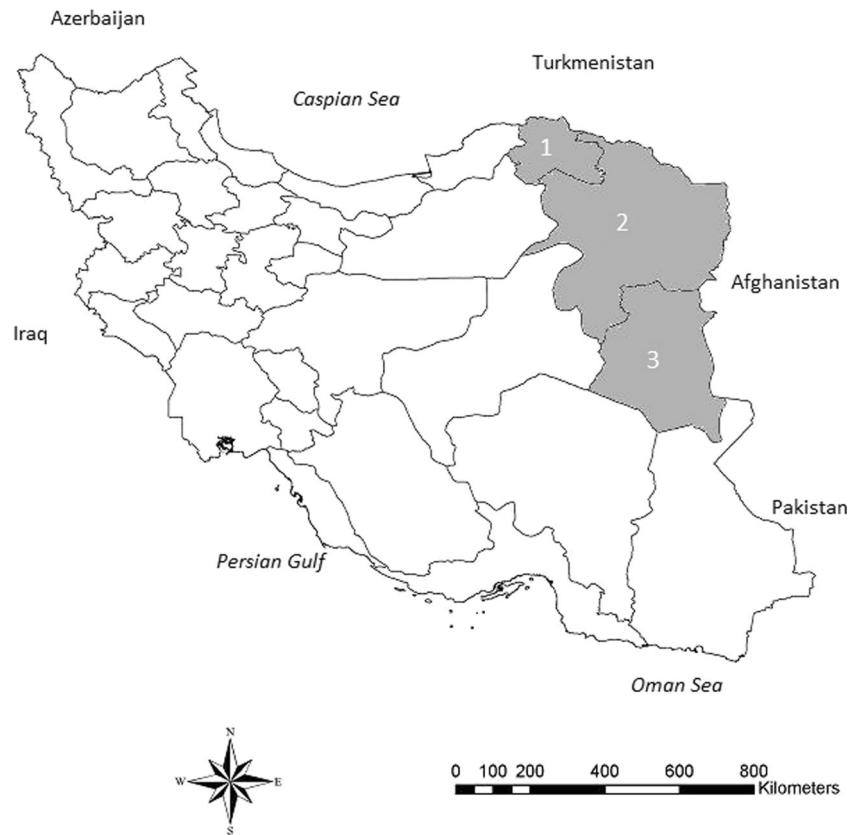 Azerbaijan
Turkmenistan
Caspian Sea
1
2
Afghanistan
Iraq
3
Pakistan
Persian Gulf
Oman Sea
N
W E
S
0 100 200 400 600 800
Kilometers